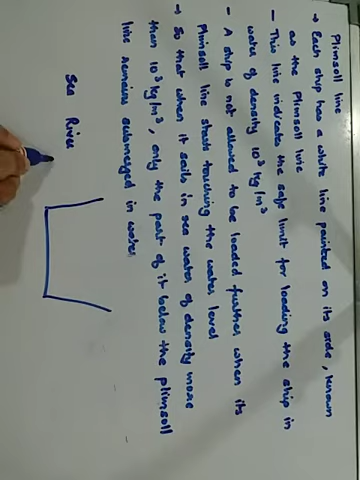 Plimsoll line
→ Each ship has a white line painted on its side, known
as the Plimsoll line
- This line indicates the safe limit for loading the ship in
water of density 10³ kg/m³
- A ship is not allowed to be loaded further when its
Plimsoll line starts touching the water level
→ So that when it sails in sea water of density more
than 10³ kg/m³, only the part of it below the plimsoll
line remains submerged in water
Sea River